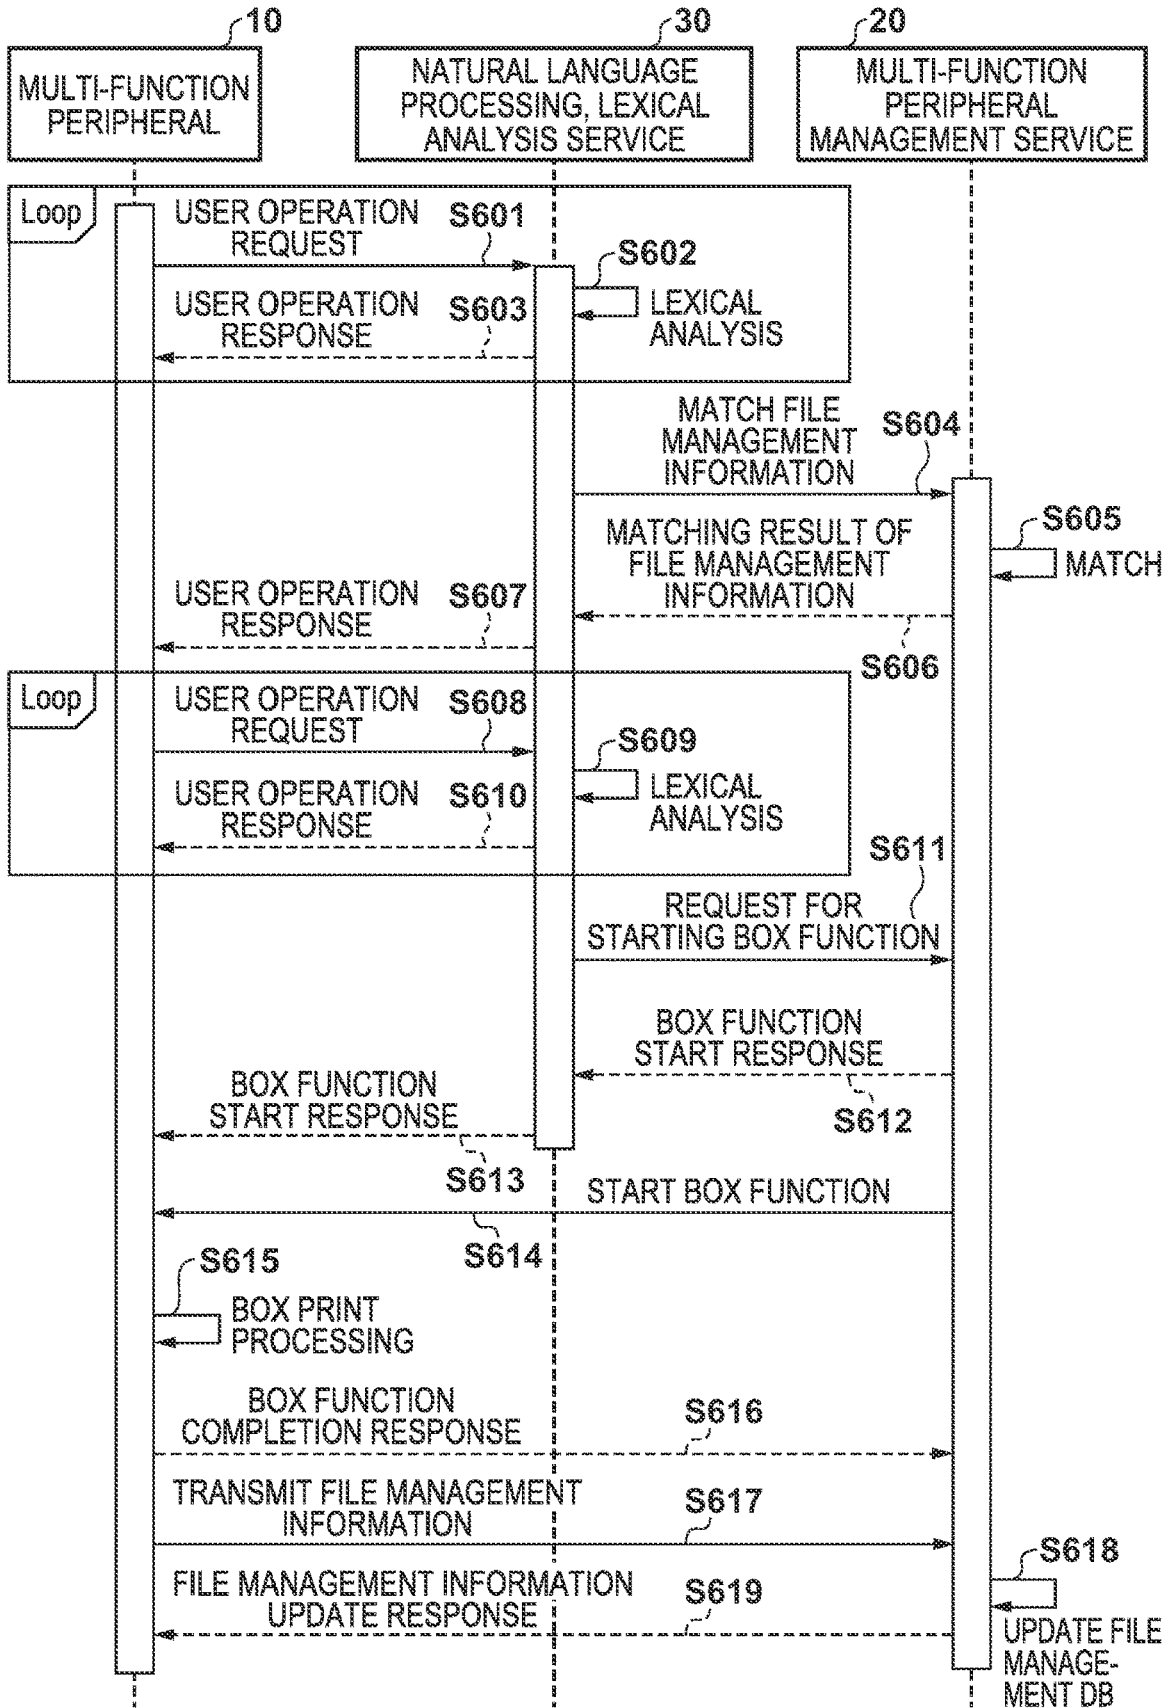 10
30
20
MULTI-FUNCTION
PERIPHERAL
NATURAL LANGUAGE
PROCESSING, LEXICAL
ANALYSIS SERVICE
MULTI-FUNCTION
PERIPHERAL
MANAGEMENT SERVICE
Loop
USER OPERATION
REQUEST
S601
S602
LEXICAL
ANALYSIS
USER OPERATION
RESPONSE
S603
MATCH FILE
MANAGEMENT
INFORMATION
S604
S605
MATCH
MATCHING RESULT OF
FILE MANAGEMENT
INFORMATION
S606
USER OPERATION
RESPONSE
S607
Loop
USER OPERATION
REQUEST
S608
S609
LEXICAL
ANALYSIS
USER OPERATION
RESPONSE
S610
S611
REQUEST FOR
STARTING BOX FUNCTION
BOX FUNCTION
START RESPONSE
S612
BOX FUNCTION
START RESPONSE
S613
START BOX FUNCTION
S614
S615
BOX PRINT
PROCESSING
BOX FUNCTION
COMPLETION RESPONSE
S616
TRANSMIT FILE MANAGEMENT
INFORMATION
S617
S618
UPDATE FILE
MANAGE-
MENT DB
FILE MANAGEMENT INFORMATION
UPDATE RESPONSE
S619